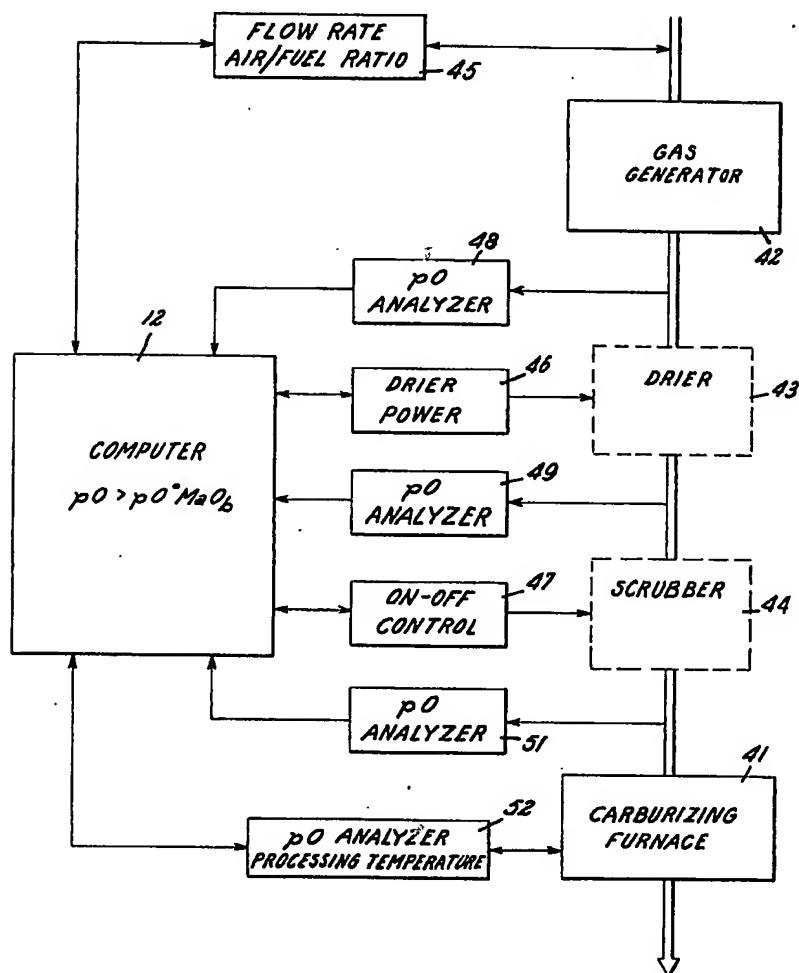 FLOW RATE
AIR/FUEL RATIO
45
GAS
GENERATOR
42
48
pO
ANALYZER
12
46
DRIER
POWER
DRIER
43
COMPUTER
pO > pO°MaOb
49
pO
ANALYZER
47
ON-OFF
CONTROL
SCRUBBER
44
pO
ANALYZER
51
41
CARBURIZING
FURNACE
52
pO ANALYZER
PROCESSING TEMPERATURE